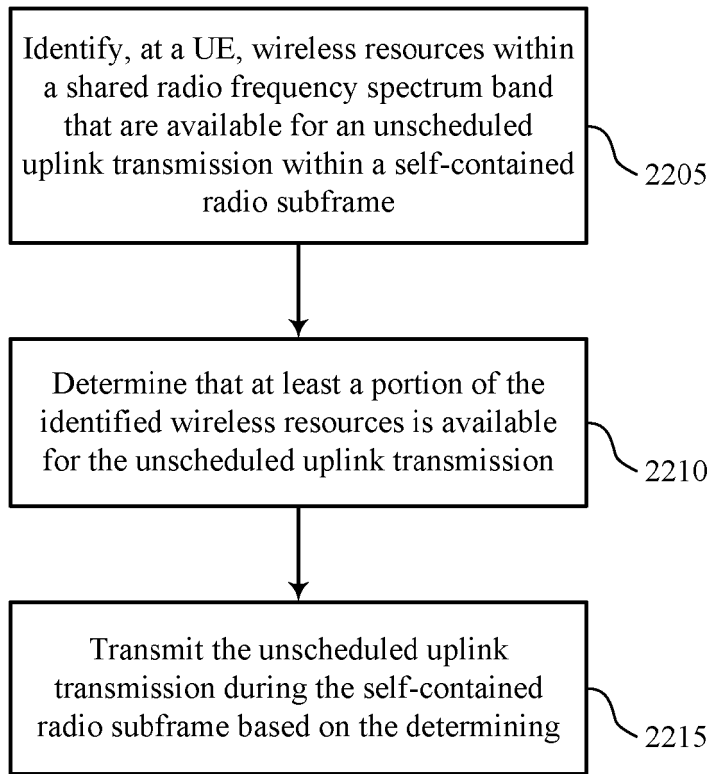 Identify, at a UE, wireless resources within
a shared radio frequency spectrum band
that are available for an unscheduled
uplink transmission within a self-contained
radio subframe
2205
Determine that at least a portion of the
identified wireless resources is available
for the unscheduled uplink transmission
2210
Transmit the unscheduled uplink
transmission during the self-contained
radio subframe based on the determining
2215